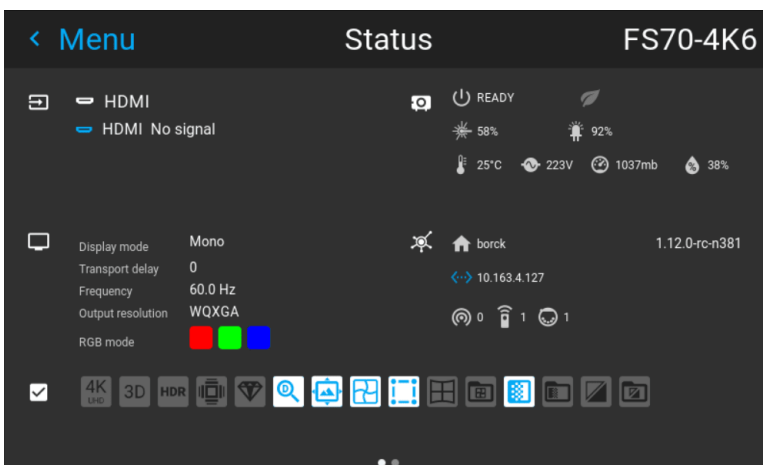 Menu
Status
FS70-4K6
HDMI
HDMI No signal
READY
58%
92%
25°C
223V
1037mb
38%
Display mode Mono
Transport delay 0
Frequency 60.0 Hz
Output resolution WQXGA
RGB mode
borck
1.12.0-rc-n381
10.163.4.127
0
1
1
4K UHD
3D
HDR